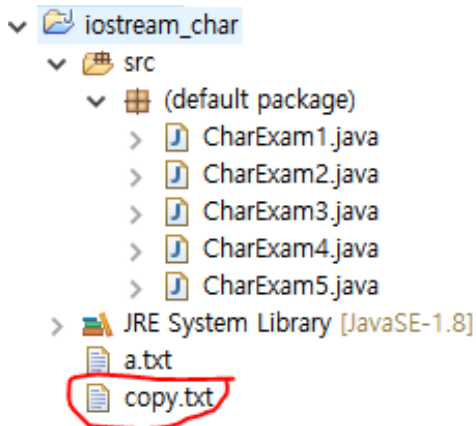 iostream_char
src
(default package)
CharExam1.java
CharExam2.java
CharExam3.java
CharExam4.java
CharExam5.java
JRE System Library [JavaSE-1.8]
a.txt
copy.txt